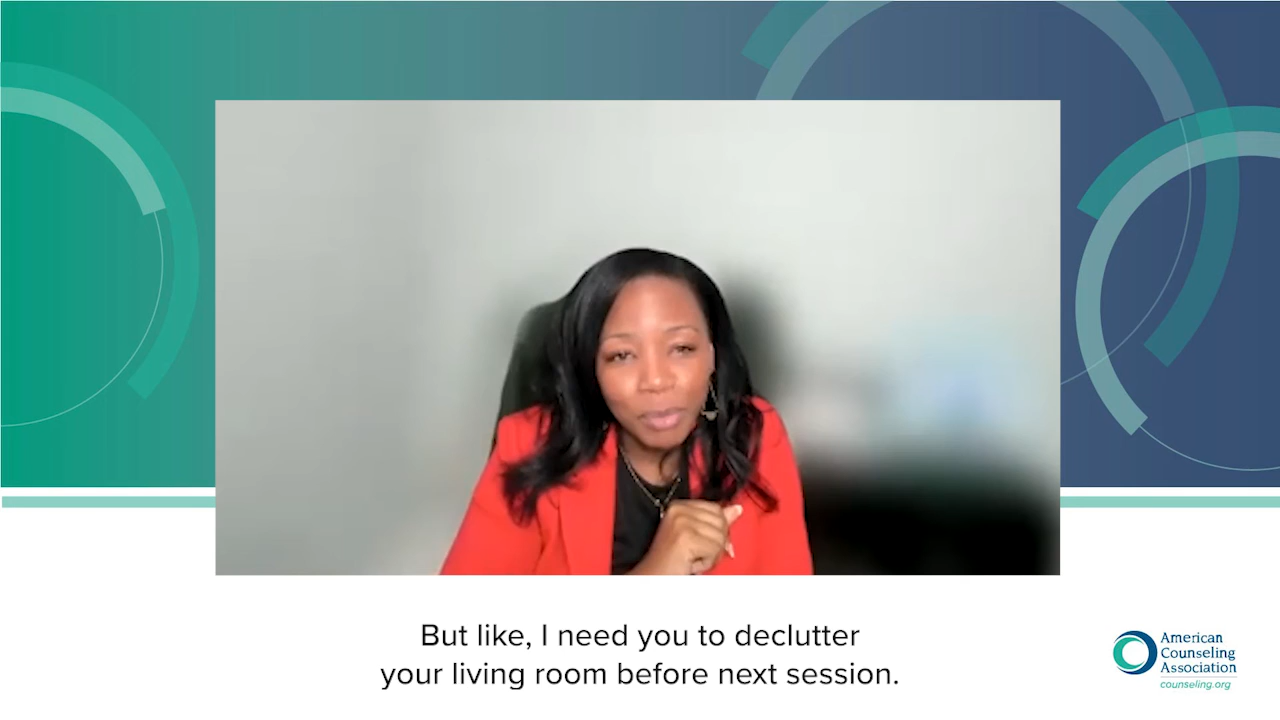 But like, I need you to declutter
your living room before next session.
American
Counseling
Association
counseling.org